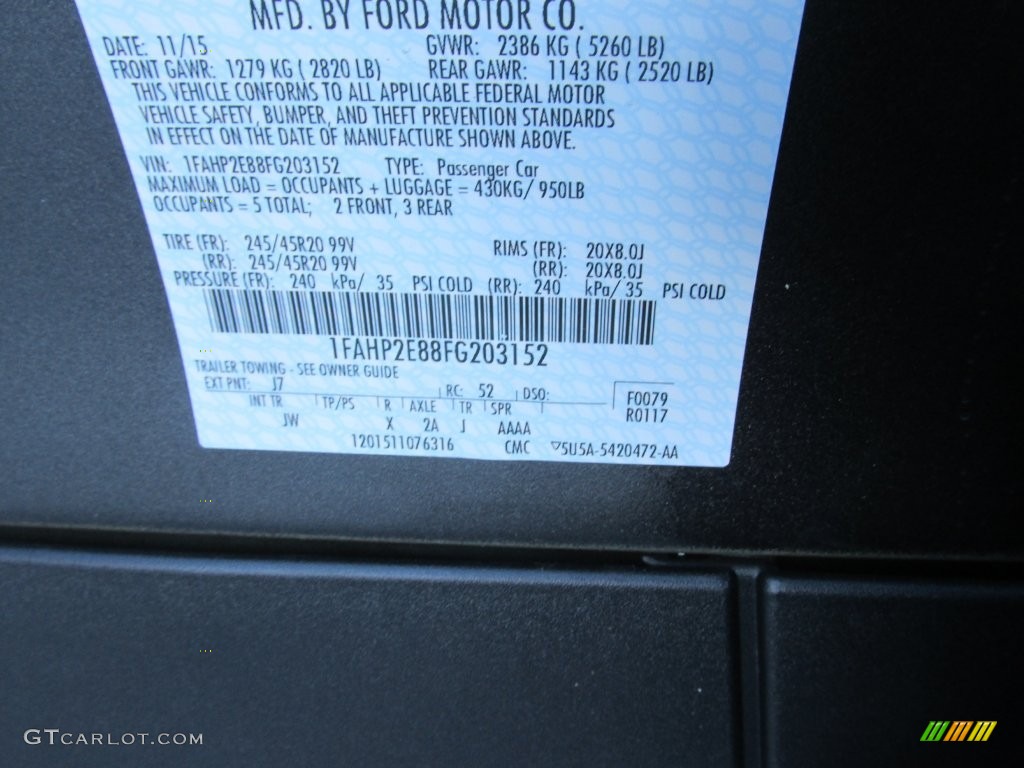 MFD. BY FORD MOTOR CO.
DATE: 11/15 GVWR: 2386 KG ( 5260 LB)
FRONT GAWR: 1279 KG ( 2820 LB) REAR GAWR: 1143 KG ( 2520 LB)
THIS VEHICLE CONFORMS TO ALL APPLICABLE FEDERAL MOTOR
VEHICLE SAFETY, BUMPER, AND THEFT PREVENTION STANDARDS
IN EFFECT ON THE DATE OF MANUFACTURE SHOWN ABOVE.
VIN: 1FAHP2E88FG203152 TYPE: Passenger Car
MAXIMUM LOAD = OCCUPANTS + LUGGAGE = 430KG/ 950LB
OCCUPANTS = 5 TOTAL; 2 FRONT, 3 REAR
TIRE (FR): 245/45R20 99V RIMS (FR): 20X8.0J
(RR): 245/45R20 99V (RR): 20X8.0J
PRESSURE (FR): 240 kPa/ 35 PSI COLD (RR): 240 kPa/ 35 PSI COLD
1FAHP2E88FG203152
TRAILER TOWING - SEE OWNER GUIDE
EXT PNT: J7 RC: 52 DSO: F0079
INT TR TP/PS R AXLE TR SPR R0117
JW X 2A J AAAA
1201511076316 CMC 5U5A-5420472-AA
GTCARLOT.COM